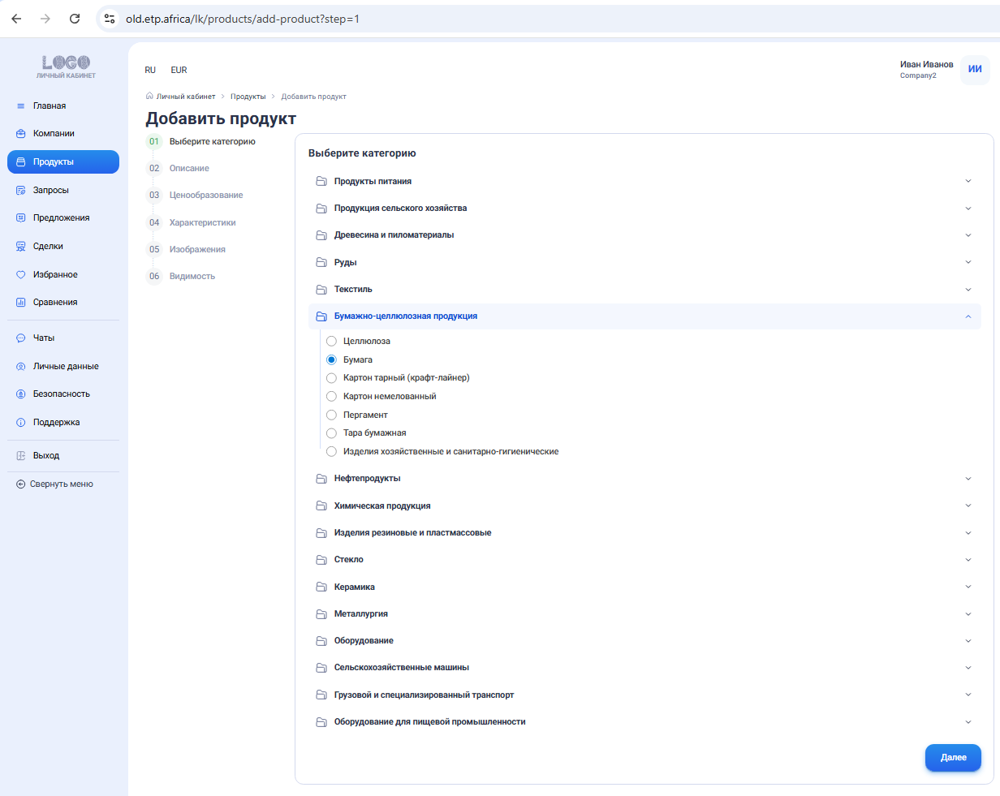 old.etp.africa/lk/products/add-product?step=1
LOGO
ЛИЧНЫЙ КАБИНЕТ
Главная
Компании
Продукты
Запросы
Предложения
Сделки
Избранное
Сравнения
Чаты
Личные данные
Безопасность
Поддержка
Выход
Свернуть меню
RU EUR
Иван Иванов
Company2
ИИ
Личный кабинет > Продукты > Добавить продукт
Добавить продукт
01 Выберите категорию
02 Описание
03 Ценообразование
04 Характеристики
05 Изображения
06 Видимость
Выберите категорию
Продукты питания
Продукция сельского хозяйства
Древесина и пиломатериалы
Руды
Текстиль
Бумажно-целлюлозная продукция
Целлюлоза
Бумага
Картон тарный (крафт-лайнер)
Картон немелованный
Пергамент
Тара бумажная
Изделия хозяйственные и санитарно-гигиенические
Нефтепродукты
Химическая продукция
Изделия резиновые и пластмассовые
Стекло
Керамика
Металлургия
Оборудование
Сельскохозяйственные машины
Грузовой и специализированный транспорт
Оборудование для пищевой промышленности
Далее